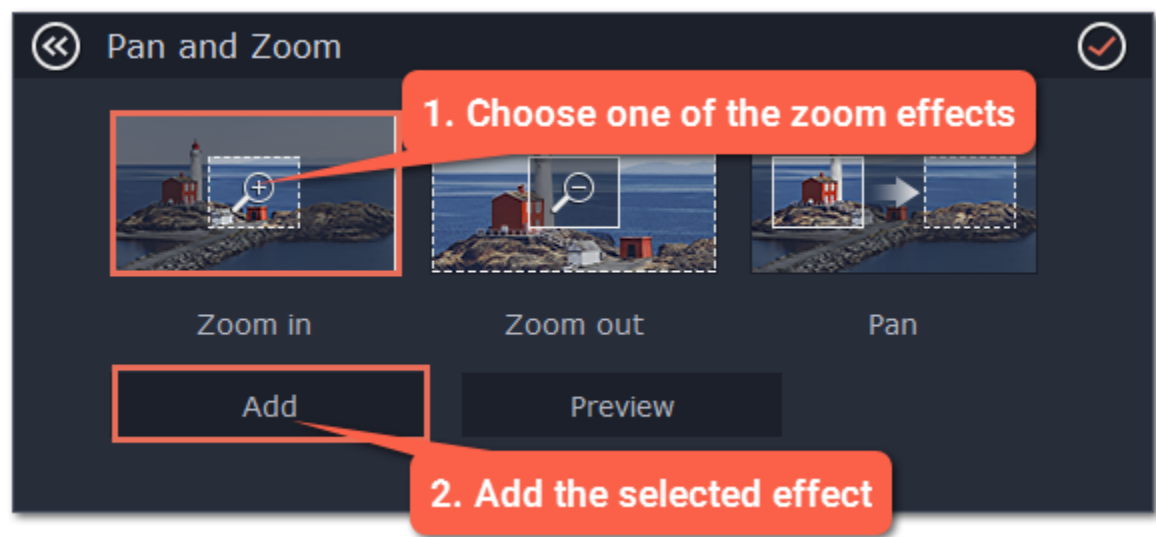 Pan and Zoom
1. Choose one of the zoom effects
Zoom in
Zoom out
Pan
Add
Preview
2. Add the selected effect